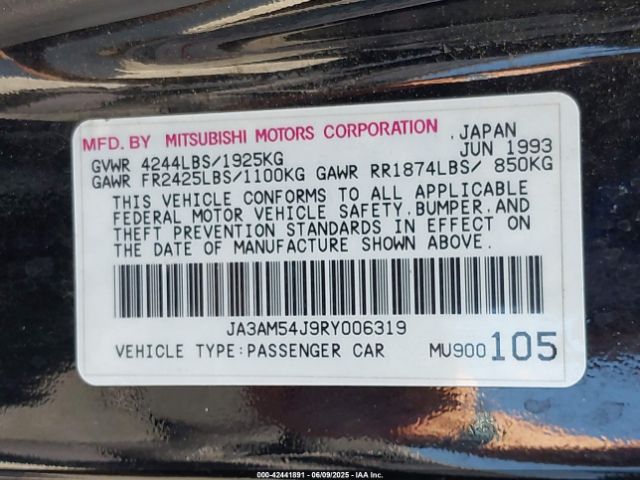 MFD. BY MITSUBISHI MOTORS CORPORATION . JAPAN
GVWR 4244LBS/1925KG JUN 1993
GAWR FR2425LBS/1100KG GAWR RR1874LBS/ 850KG
THIS VEHICLE CONFORMS TO ALL APPLICABLE
FEDERAL MOTOR VEHICLE SAFETY,BUMPER,AND
THEFT PREVENTION STANDARDS IN EFFECT ON
THE DATE OF MANUFACTURE SHOWN ABOVE.
JA3AM54J9RY006319
VEHICLE TYPE:PASSENGER CAR MU900 105
000-42441891 - 06/09/2025 - IAAI Inc.